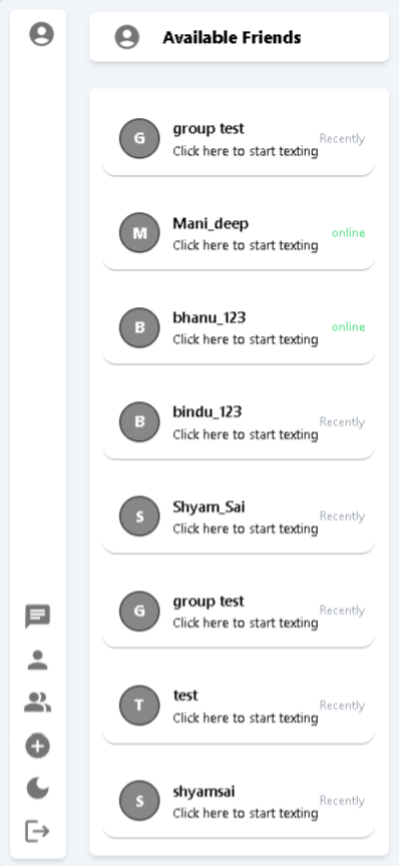 Available Friends
G
group test
Recently
Click here to start texting
M
Mani_deep
online
Click here to start texting
B
bhanu_123
online
Click here to start texting
B
bindu_123
Recently
Click here to start texting
S
Shyam_Sai
Recently
Click here to start texting
G
group test
Recently
Click here to start texting
T
test
Recently
Click here to start texting
S
shyamsai
Recently
Click here to start texting